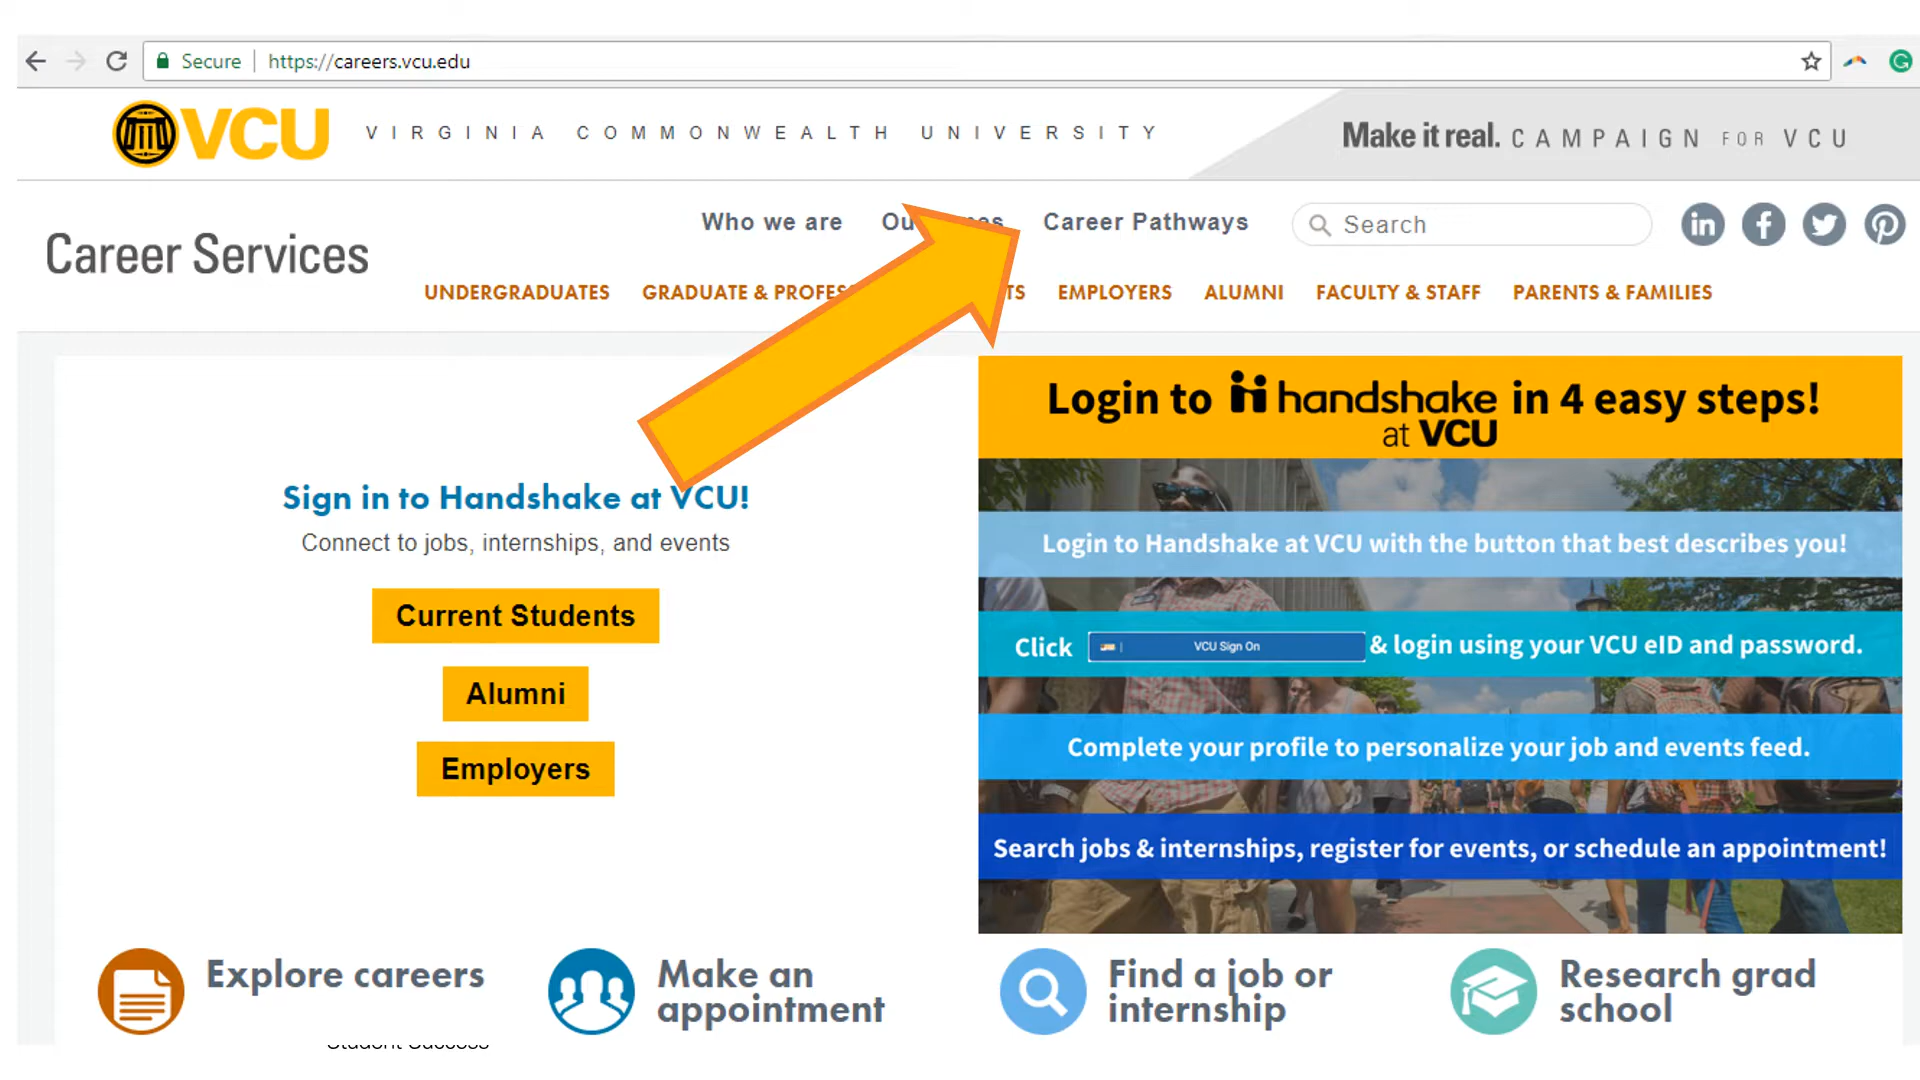 Secure | https://careers.vcu.edu
VCU VIRGINIA COMMONWEALTH UNIVERSITY
Make it real. CAMPAIGN FOR VCU
Who we are Career Pathways Search
Career Services
UNDERGRADUATES GRADUATE & EMPLOYERS ALUMNI FACULTY & STAFF PARENTS & FAMILIES
Login to handshake in 4 easy steps!
at VCU
Sign in to Handshake at VCU!
Connect to jobs, internships, and events
Current Students
Alumni
Employers
Login to Handshake at VCU with the button that best describes you!
Click VCU Sign On & login using your VCU eID and password.
Complete your profile to personalize your job and events feed.
Search jobs & internships, register for events, or schedule an appointment!
Explore careers
Make an
appointment
Find a job or
internship
Research grad
school
Student Success